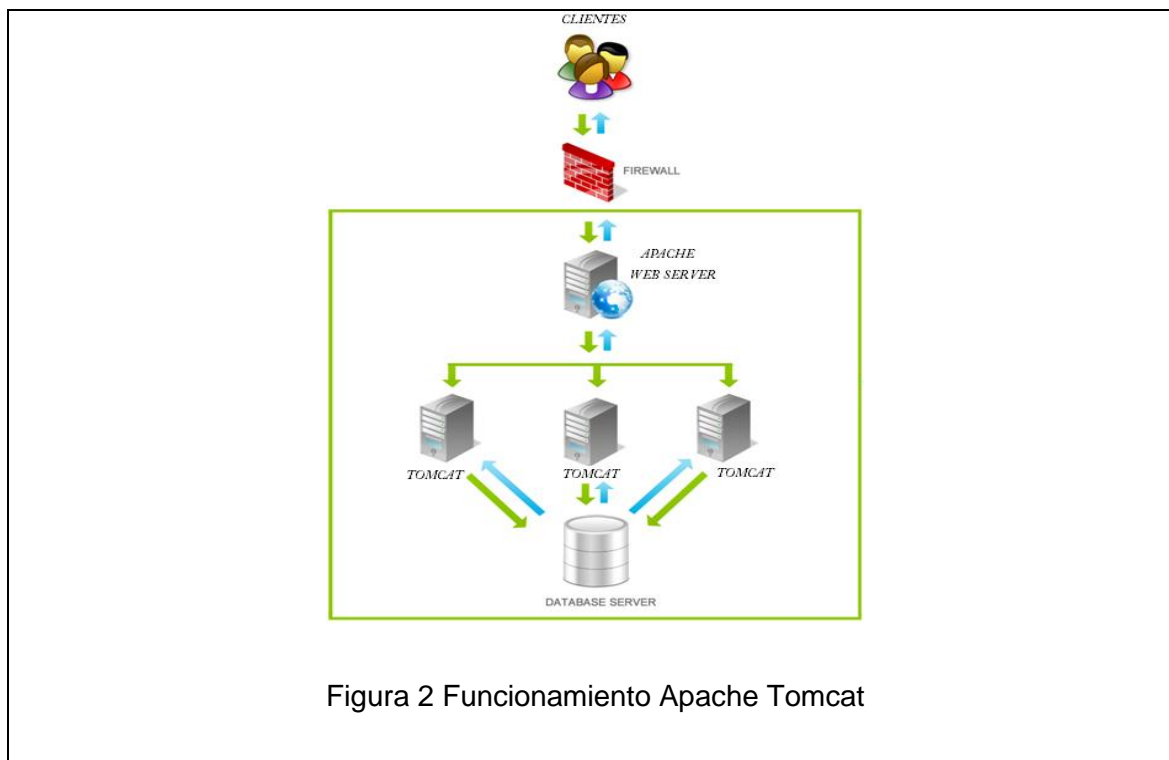 CLIENTES
FIREWALL
APACHE
WEB SERVER
TOMCAT
TOMCAT
TOMCAT
DATABASE SERVER
Figura 2 Funcionamiento Apache Tomcat